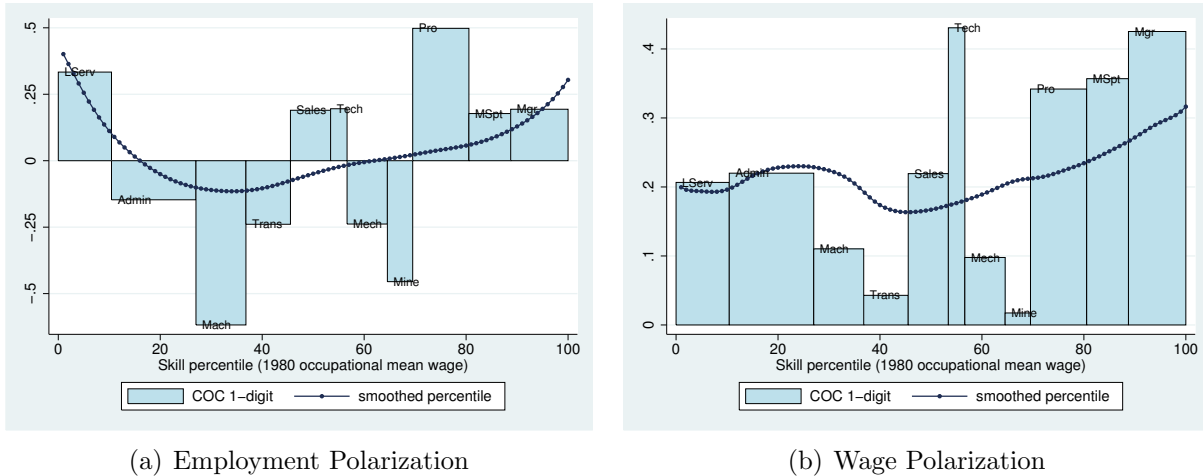 .5
.25
0
−.25
−.5
LServ
Admin
Mach
Trans
Sales
Tech
Mech
Mine
Pro
MSpt
Mgr
0 20 40 60 80 100
Skill percentile (1980 occupational mean wage)
COC 1−digit smoothed percentile
(a) Employment Polarization
.4
.3
.2
.1
0
LServ
Admin
Mach
Trans
Sales
Tech
Mech
Mine
Pro
MSpt
Mgr
0 20 40 60 80 100
Skill percentile (1980 occupational mean wage)
COC 1−digit smoothed percentile
(b) Wage Polarization